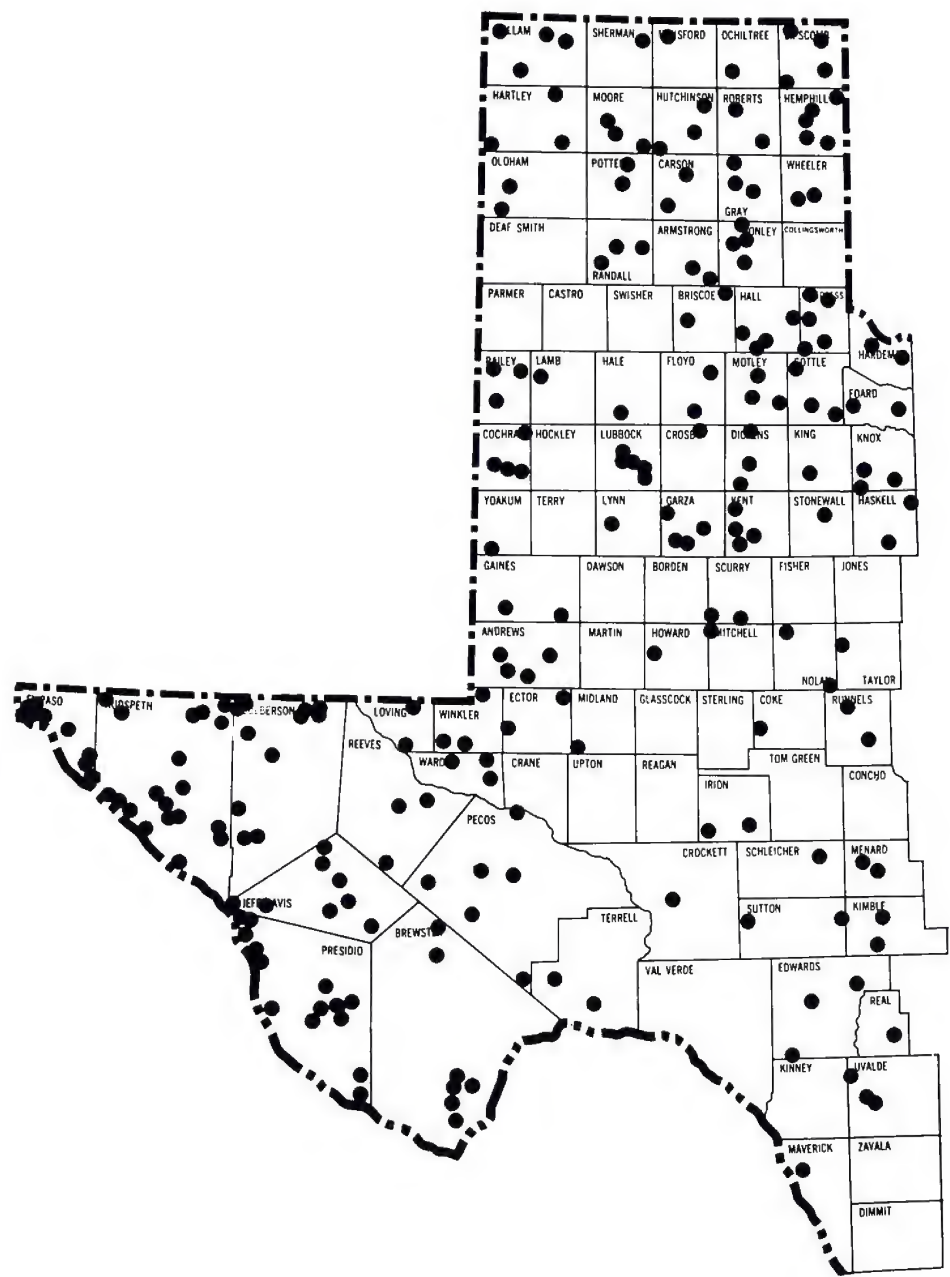 SHERMAN
OCHILTREE
HARTLEY
MOORE
HUTCHINSON
ROBERTS
HEMPHILL
OLDHAM
CARSON
WHEELER
GRAY
DEAF SMITH
ARMSTRONG
COLLINGSWORTH
RANDALL
PARMER
CASTRO
SWISHER
BRISCOE
HALL
LAMB
HALE
FLOYD
MOTLEY
FOARD
HOCKLEY
LUBBOCK
KING
KNOX
YOAKUM
TERRY
LYNN
GARZA
KENT
STONEWALL
HASKELL
GAINES
DAWSON
BORDEN
SCURRY
FISHER
JONES
ANDREWS
MARTIN
HOWARD
MITCHELL
NOLAN
TAYLOR
LOVING
WINKLER
ECTOR
MIDLAND
GLASSCOCK
STERLING
COKE
RUNNELS
REEVES
WARD
CRANE
UPTON
REAGAN
TOM GREEN
IRION
CONCHO
PECOS
CROCKETT
SCHLEICHER
MENARD
SUTTON
KIMBLE
TERRELL
PRESIDIO
VAL VERDE
EDWARDS
REAL
KINNEY
UVALDE
MAVERICK
ZAVALA
DIMMIT